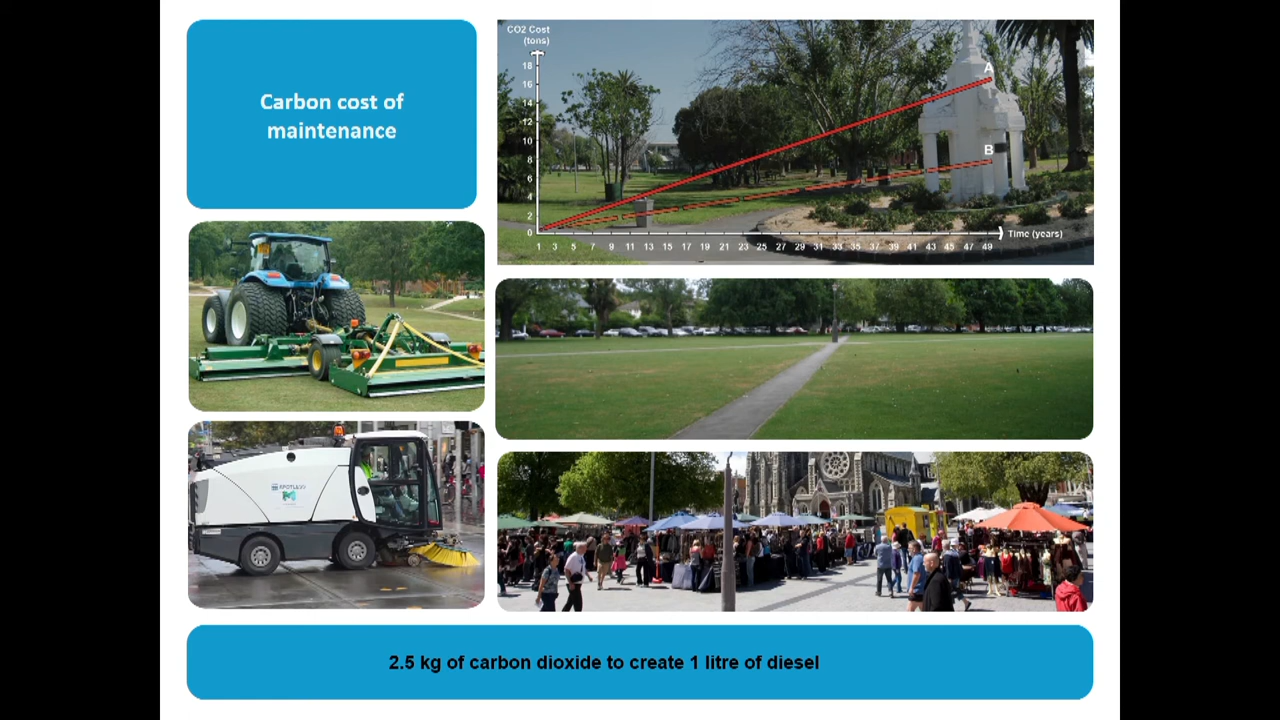 Carbon cost of
maintenance
CO2 Cost
(tons)
18
16
14
12
10
8
6
4
2
0
A
B
1 3 5 7 9 11 13 15 17 19 21 23 25 27 29 31 33 35 37 39 41 43 45 47 49
Time (years)
SPOTLESS
2.5 kg of carbon dioxide to create 1 litre of diesel